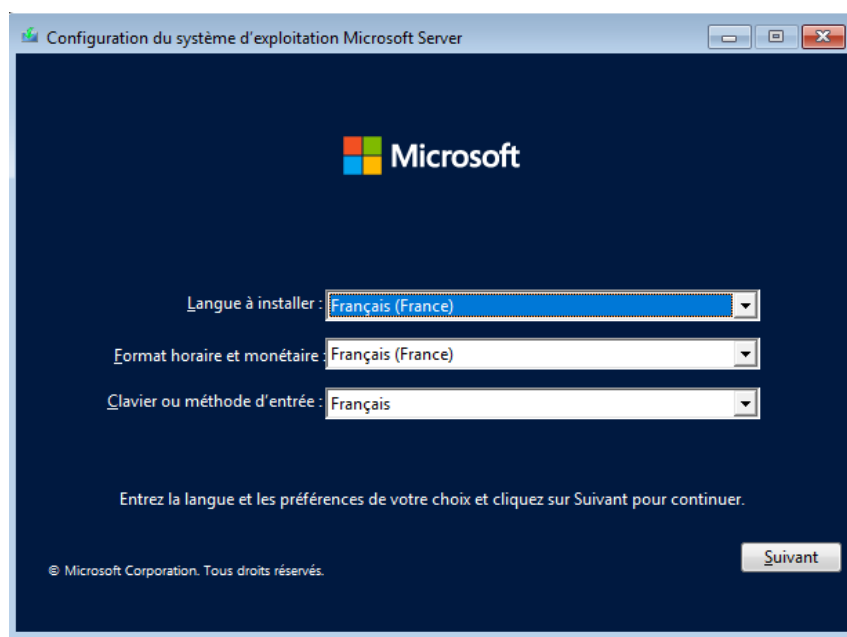 Configuration du système d'exploitation Microsoft Server
Microsoft
Langue à installer : Français (France)
Format horaire et monétaire : Français (France)
Clavier ou méthode d'entrée : Français
Entrez la langue et les préférences de votre choix et cliquez sur Suivant pour continuer.
Suivant
© Microsoft Corporation. Tous droits réservés.